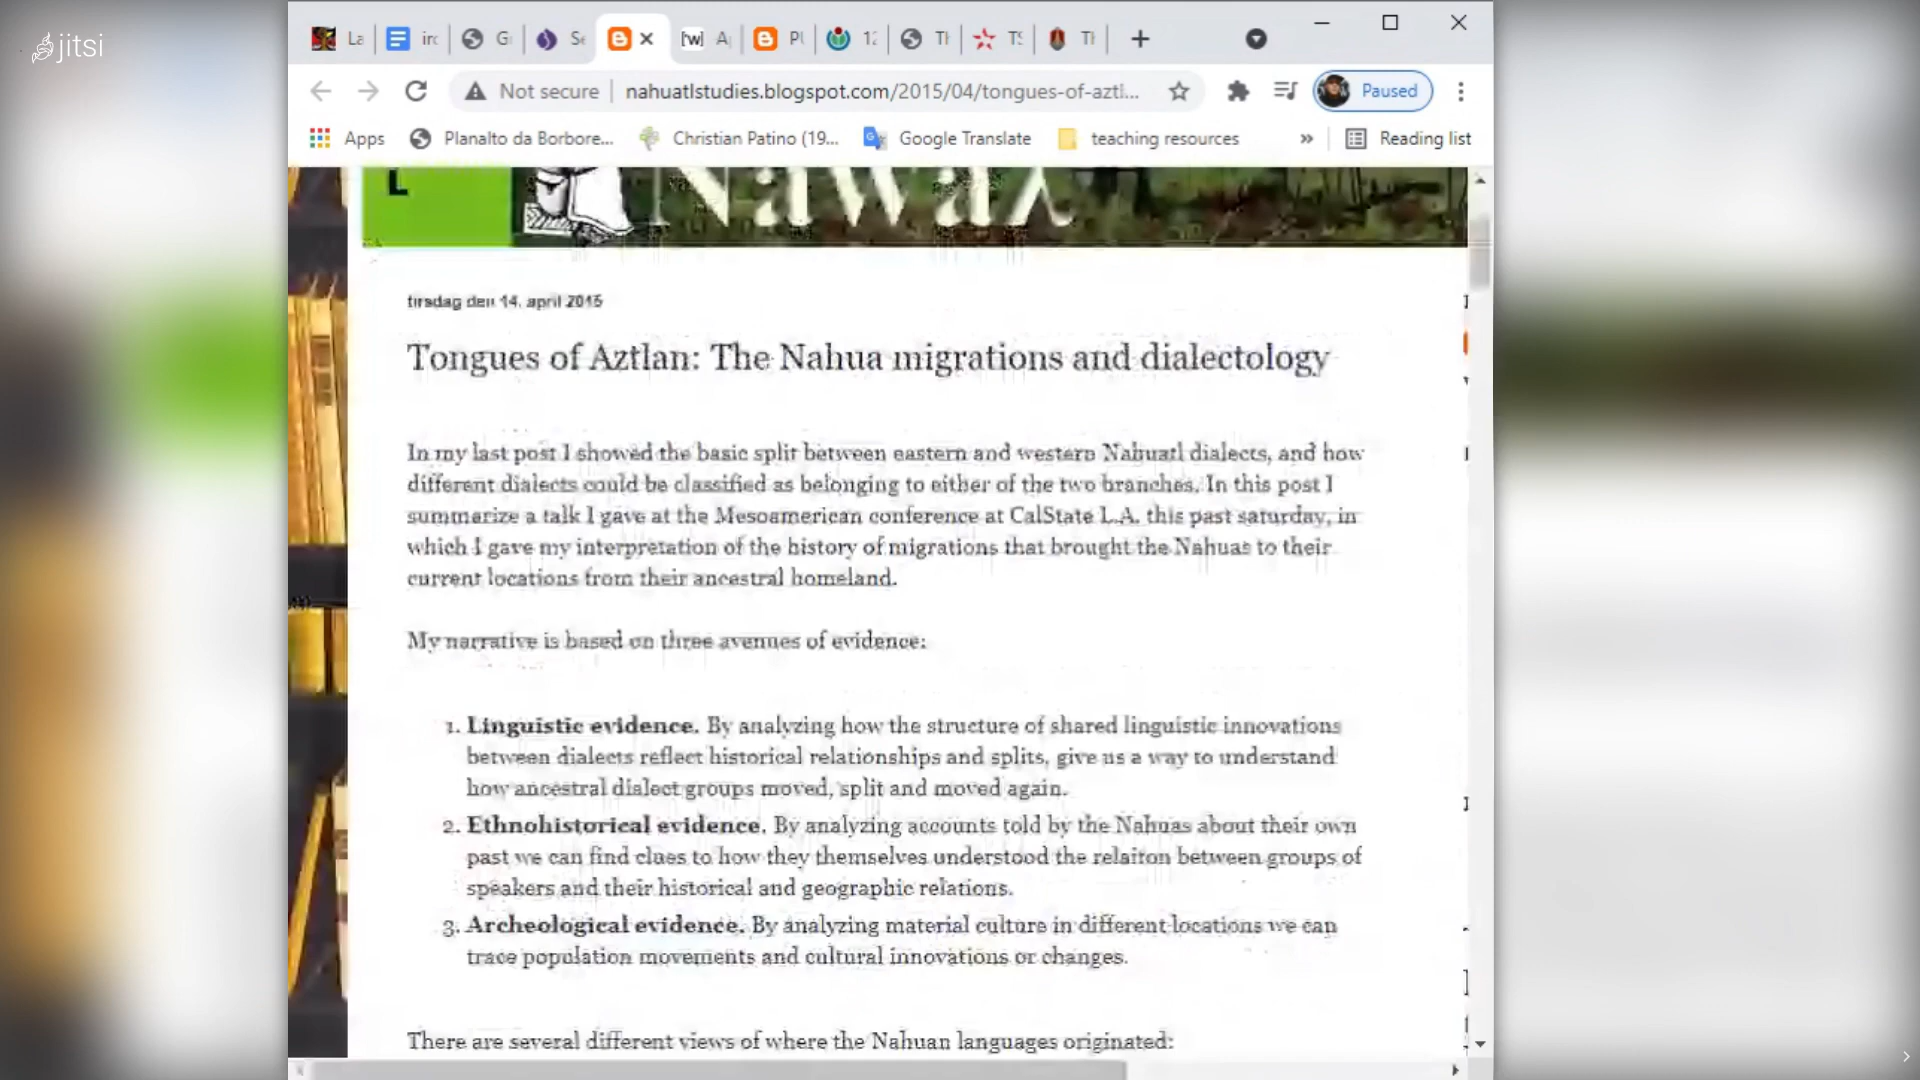 jitsi
La
irc
G
Se
['w] A
Pl
12
Tl
TS
Tl
Not secure
nahuatlstudies.blogspot.com/2015/04/tongues-of-aztl...
Paused
Apps
Planalto da Borbore...
Christian Patino (19...
Google Translate
teaching resources
»
Reading list
L
Nawaλ
tirsdag den 14. april 2015
Tongues of Aztlan: The Nahua migrations and dialectology
In my last post I showed the basic split between eastern and western Nahuatl dialects, and how
different dialects could be classified as belonging to either of the two branches. In this post I
summarize a talk I gave at the Mesoamerican conference at CalState L.A. this past saturday, in
which I gave my interpretation of the history of migrations that brought the Nahuas to their
current locations from their ancestral homeland.
My narrative is based on three avenues of evidence:
1. Linguistic evidence. By analyzing how the structure of shared linguistic innovations
between dialects reflect historical relationships and splits, give us a way to understand
how ancestral dialect groups moved, split and moved again.
2. Ethnohistorical evidence. By analyzing accounts told by the Nahuas about their own
past we can find clues to how they themselves understood the relaiton between groups of
speakers and their historical and geographic relations.
3. Archeological evidence. By analyzing material culture in different locations we can
trace population movements and cultural innovations or changes.
There are several different views of where the Nahuan languages originated: